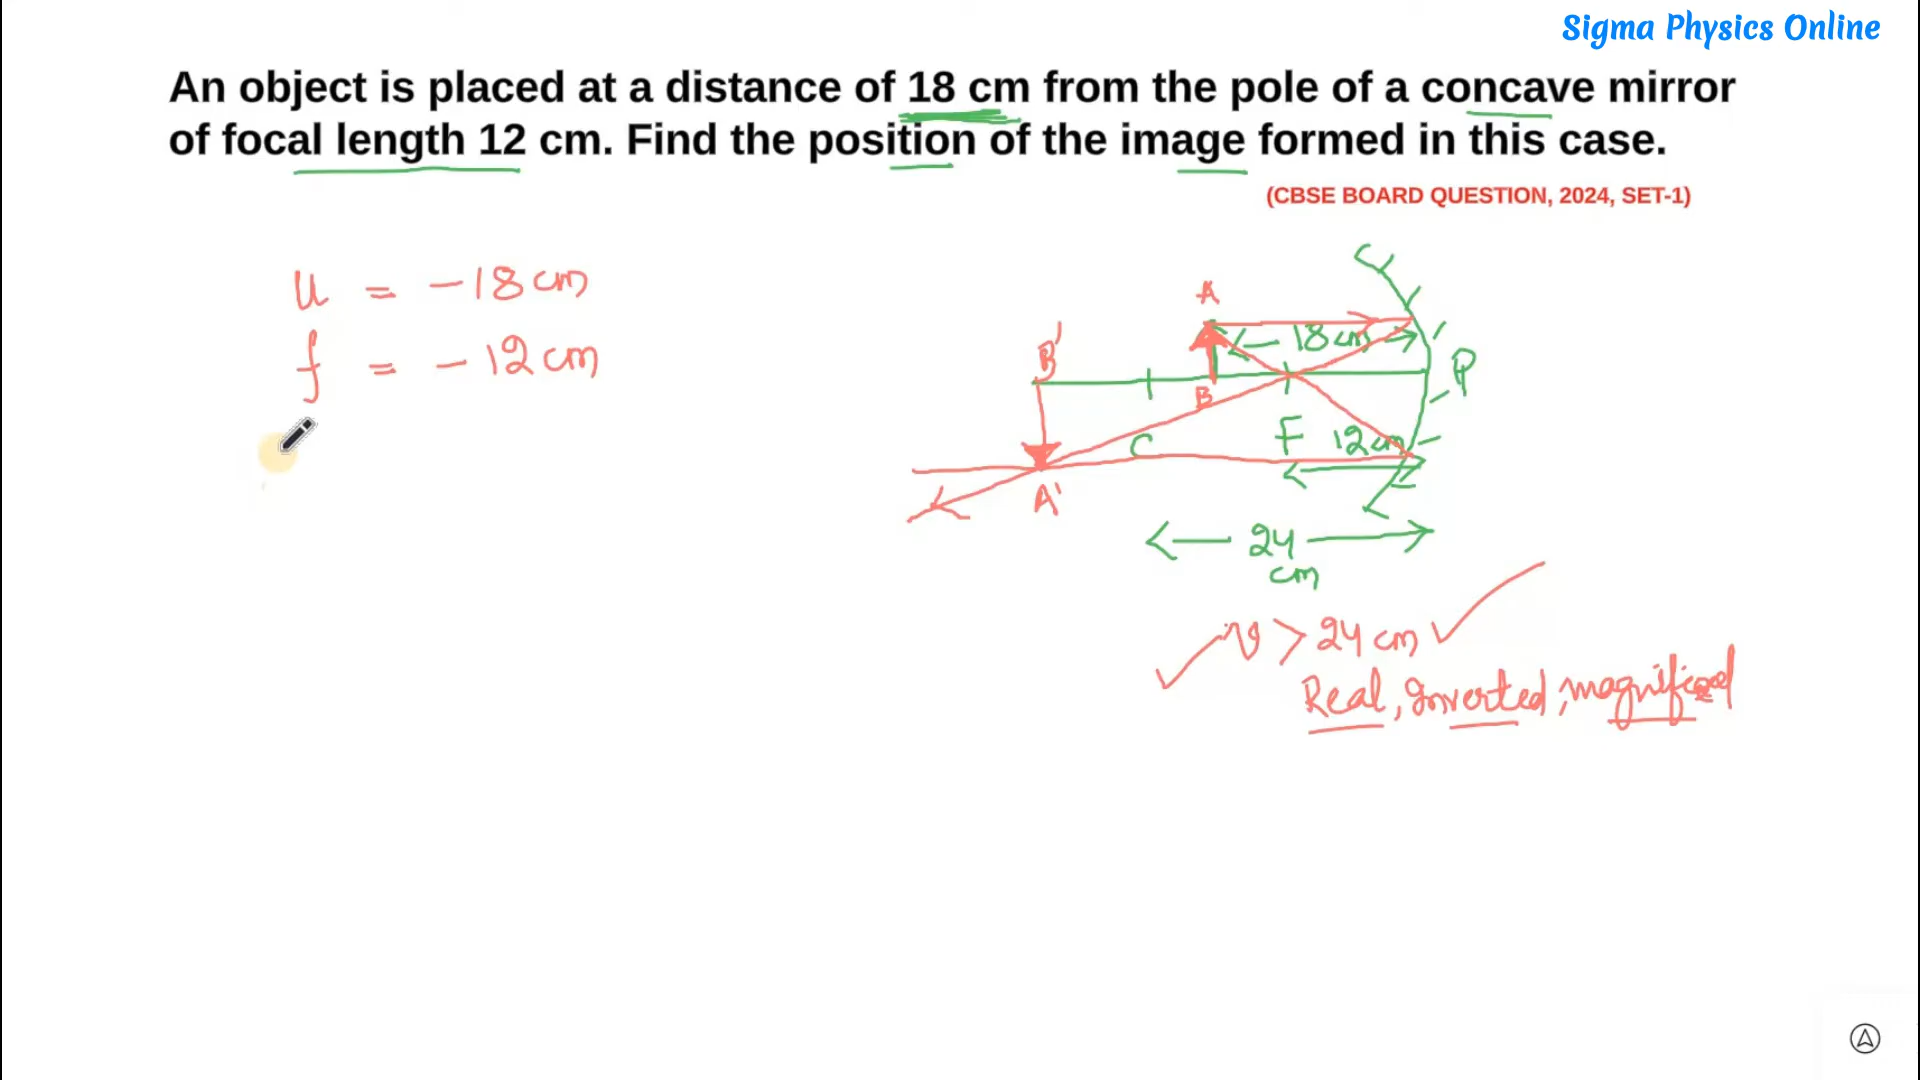 Sigma Physics Online
An object is placed at a distance of 18 cm from the pole of a concave mirror
of focal length 12 cm. Find the position of the image formed in this case.
(CBSE BOARD QUESTION, 2024, SET-1)
u = -18 cm
f = -12 cm
A
18 cm
B'
P
B
C
F 12 cm
A'
24
cm
v > 24 cm
Real, Inverted, magnified